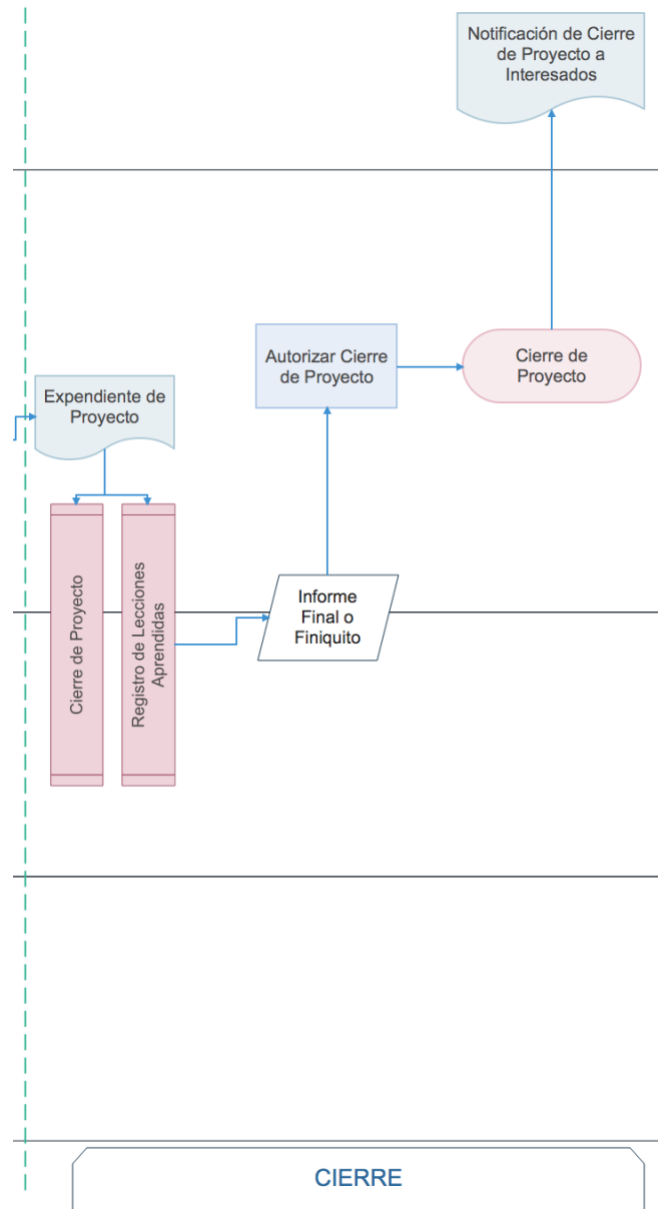 Notificación de Cierre
de Proyecto a
Interesados
Autorizar Cierre
de Proyecto
Cierre de
Proyecto
Expendiente de
Proyecto
Cierre de Proyecto
Registro de Lecciones
Aprendidas
Informe
Final o
Finiquito
CIERRE